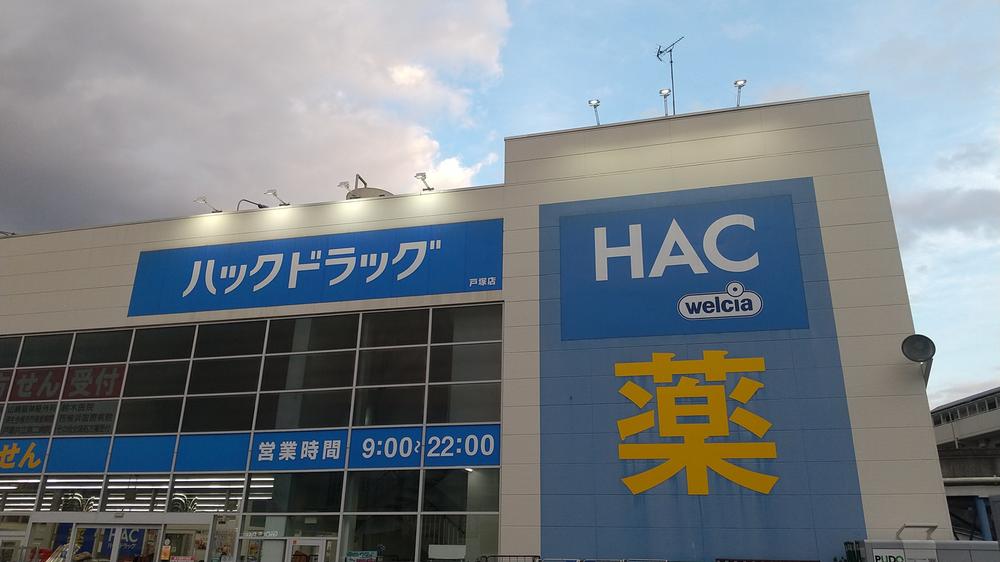 ハックドラッグ
戸塚店
HAC
welcia
薬
せん受付
営業時間 9:00~22:00
せん
HAC
PUDO